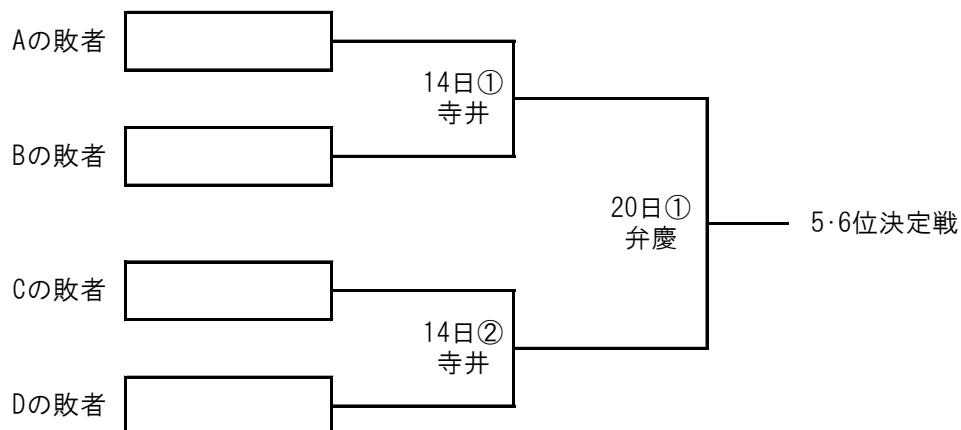 Aの敗者
14日①
寺井
Bの敗者
20日①
弁慶
5·6位決定戦
Cの敗者
14日②
寺井
Dの敗者